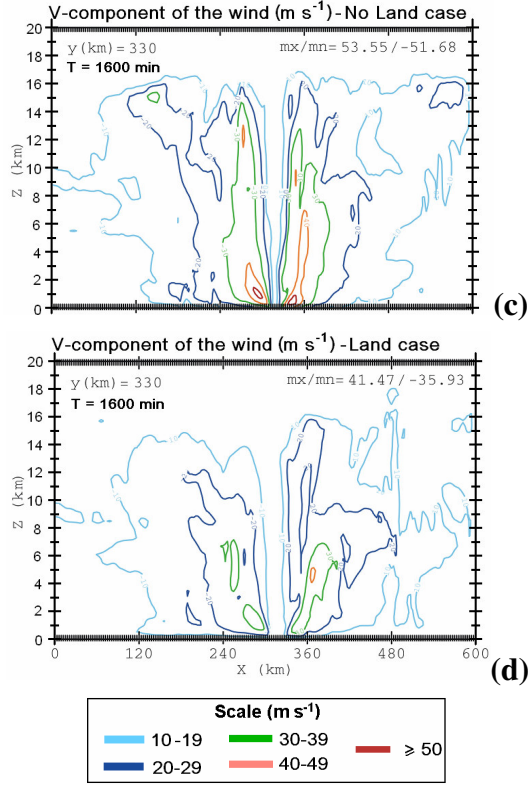 V-component of the wind (m s⁻¹)-No Land case
20
y(km)=330 mx/mn=53.55/-51.68
T = 1600 min
18
16
14
12
10
8
6
4
2
0
Z (km)
(c)
V-component of the wind (m s⁻¹)-Land case
20
y(km)=330 mx/mn=41.47/-35.93
T = 1600 min
18
16
14
12
10
8
6
4
2
0
Z (km)
0 120 240 360 480 600
X (km)
(d)
Scale (m s⁻¹)
10-19 30-39 ⩾ 50
20-29 40-49